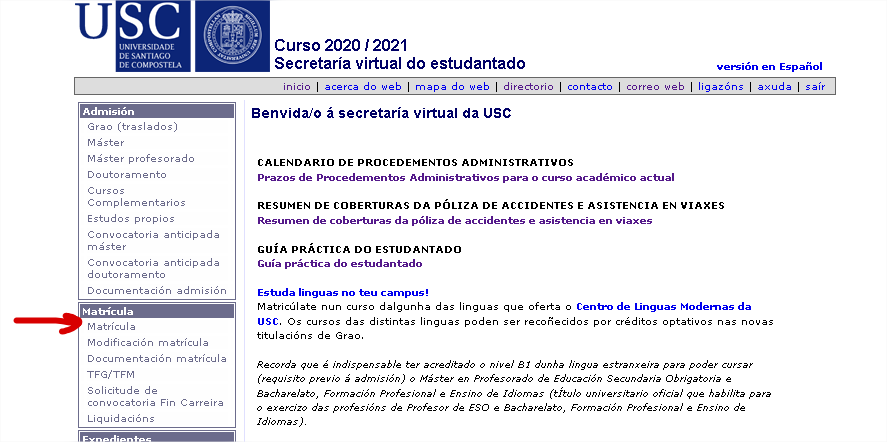 USC
UNIVERSIDADE
DE SANTIAGO
DE COMPOSTELA
Curso 2020 / 2021
Secretaría virtual do estudantado
versión en Español
inicio | acerca do web | mapa do web | directorio | contacto | correo web | ligazóns | axuda | saír
Admisión
Grao (traslados)
Máster
Máster profesorado
Doutoramento
Cursos
Complementarios
Estudos propios
Convocatoria anticipada
máster
Convocatoria anticipada
doutoramento
Documentación admisión
Matrícula
Matrícula
Modificación matrícula
Documentación matrícula
TFG/TFM
Solicitude de
convocatoria Fin Carreira
Liquidacións
Expedientes
Benvida/o á secretaría virtual da USC
CALENDARIO DE PROCEDEMENTOS ADMINISTRATIVOS
Prazos de Procedementos Administrativos para o curso académico actual
RESUMEN DE COBERTURAS DA PÓLIZA DE ACCIDENTES E ASISTENCIA EN VIAXES
Resumen de coberturas da póliza de accidentes e asistencia en viaxes
GUÍA PRÁCTICA DO ESTUDANTADO
Guía práctica do estudantado
Estuda linguas no teu campus!
Matricúlate nun curso dalgunha das linguas que oferta o Centro de Linguas Modernas da
USC. Os cursos das distintas linguas poden ser recoñecidos por créditos optativos nas novas
titulacións de Grao.
Recorda que é indispensable ter acreditado o nivel B1 dunha lingua estranxeira para poder cursar
(requisito previo á admisión) o Máster en Profesorado de Educación Secundaria Obrigatoria e
Bacharelato, Formación Profesional e Ensino de Idiomas (tÍtulo universitario oficial que habilita para
o exercizo das profesións de Profesor de ESO e Bacharelato, Formación Profesional e Ensino de
Idiomas).